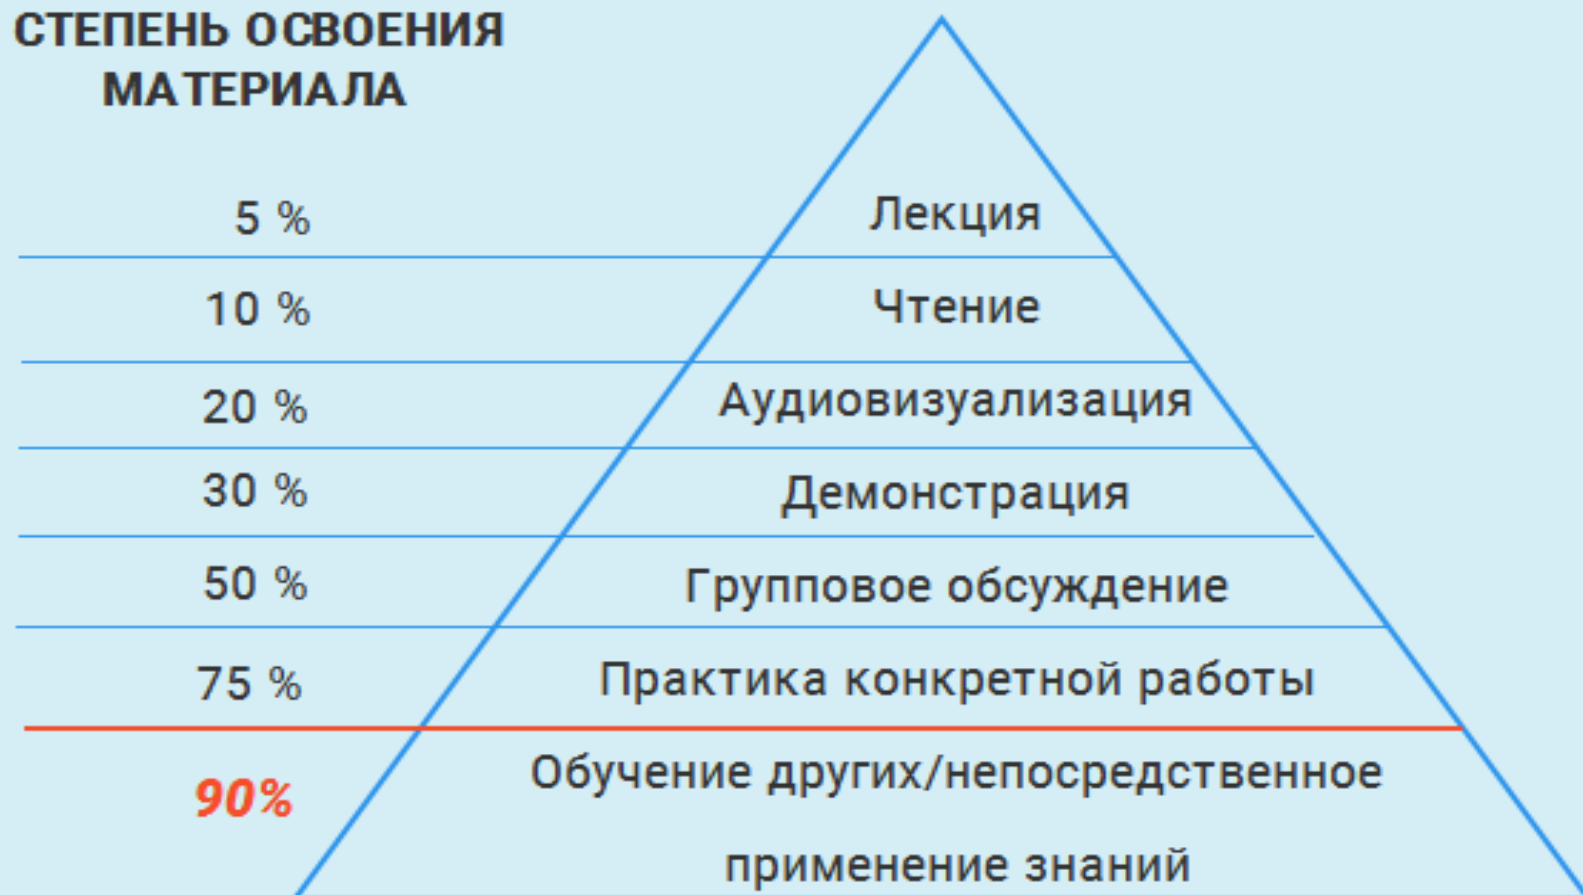 СТЕПЕНЬ ОСВОЕНИЯ
МАТЕРИАЛА
5 % Лекция
10 % Чтение
20 % Аудиовизуализация
30 % Демонстрация
50 % Групповое обсуждение
75 % Практика конкретной работы
90% Обучение других/непосредственное
применение знаний